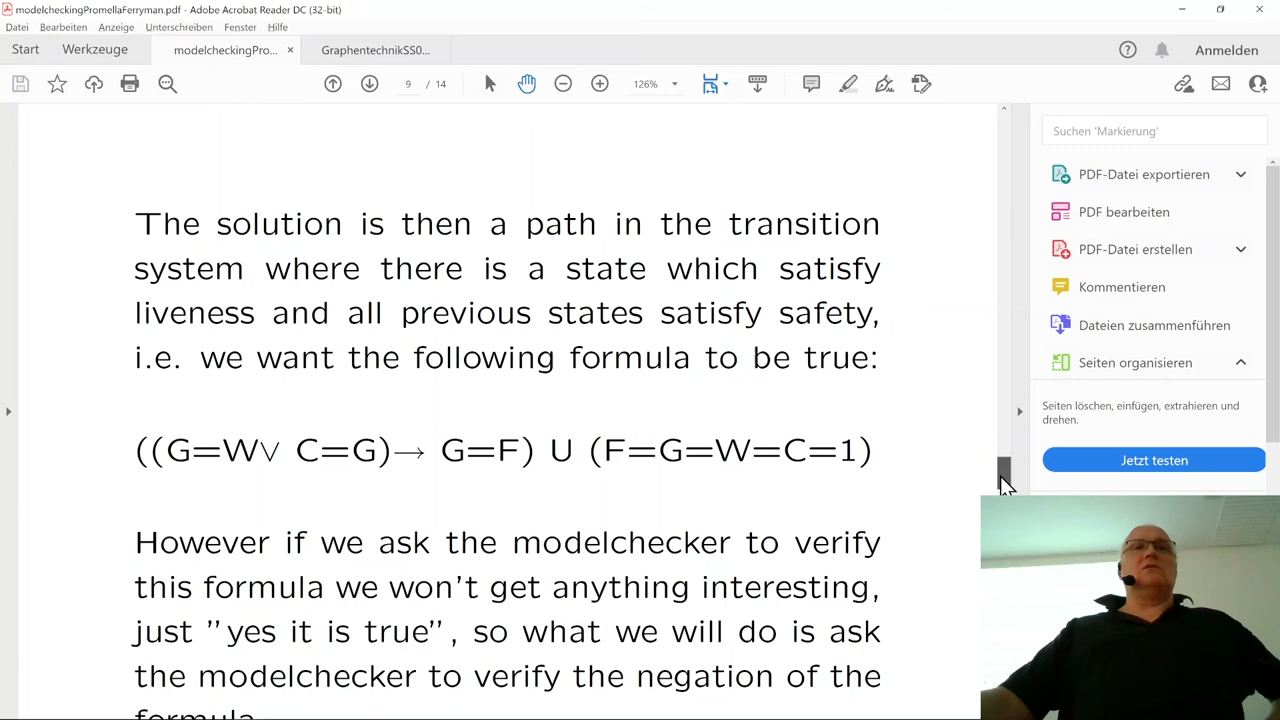 modelcheckingPromellaFerryman.pdf - Adobe Acrobat Reader DC (32-bit)
Datei Bearbeiten Anzeige Unterschreiben Fenster Hilfe
Start Werkzeuge modelcheckingPro... × GraphentechnikSS0... Anmelden
9 / 14 126%
The solution is then a path in the transition
system where there is a state which satisfy
liveness and all previous states satisfy safety,
i.e. we want the following formula to be true:
((G=W∨ C=G)→ G=F) U (F=G=W=C=1)
However if we ask the modelchecker to verify
this formula we won't get anything interesting,
just "yes it is true", so what we will do is ask
the modelchecker to verify the negation of the
formula
Suchen 'Markierung'
PDF-Datei exportieren
PDF bearbeiten
PDF-Datei erstellen
Kommentieren
Dateien zusammenführen
Seiten organisieren
Seiten löschen, einfügen, extrahieren und
drehen.
Jetzt testen